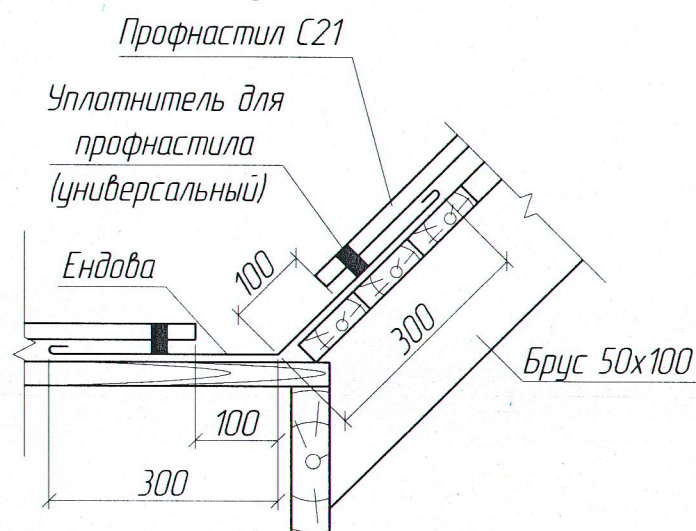 Профнастил С21
Уплотнитель для
профнастила
(универсальный)
Ендова
100
300
Брус 50х100
100
300